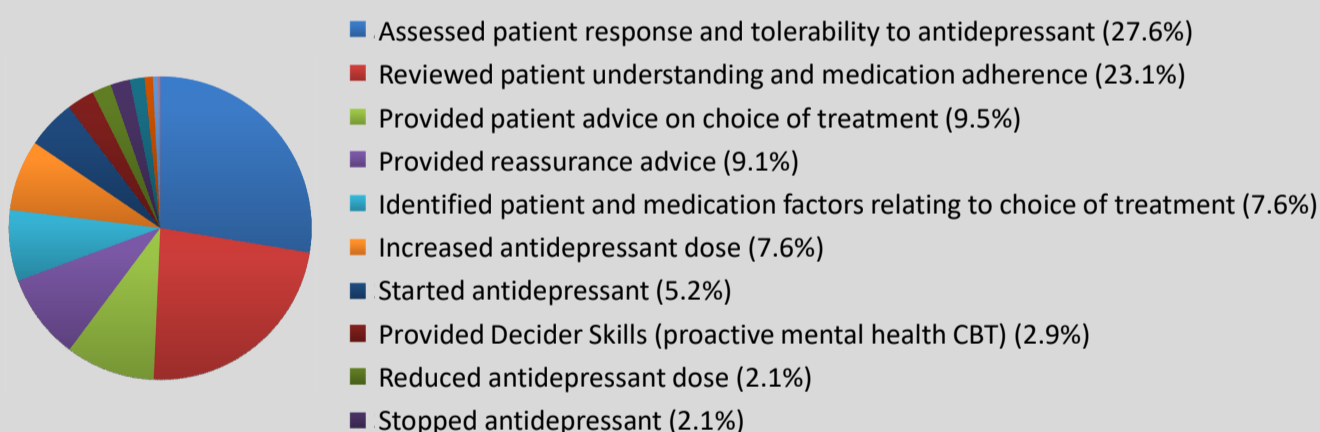 Assessed patient response and tolerability to antidepressant (27.6%)
Reviewed patient understanding and medication adherence (23.1%)
Provided patient advice on choice of treatment (9.5%)
Provided reassurance advice (9.1%)
Identified patient and medication factors relating to choice of treatment (7.6%)
Increased antidepressant dose (7.6%)
Started antidepressant (5.2%)
Provided Decider Skills (proactive mental health CBT) (2.9%)
Reduced antidepressant dose (2.1%)
Stopped antidepressant (2.1%)